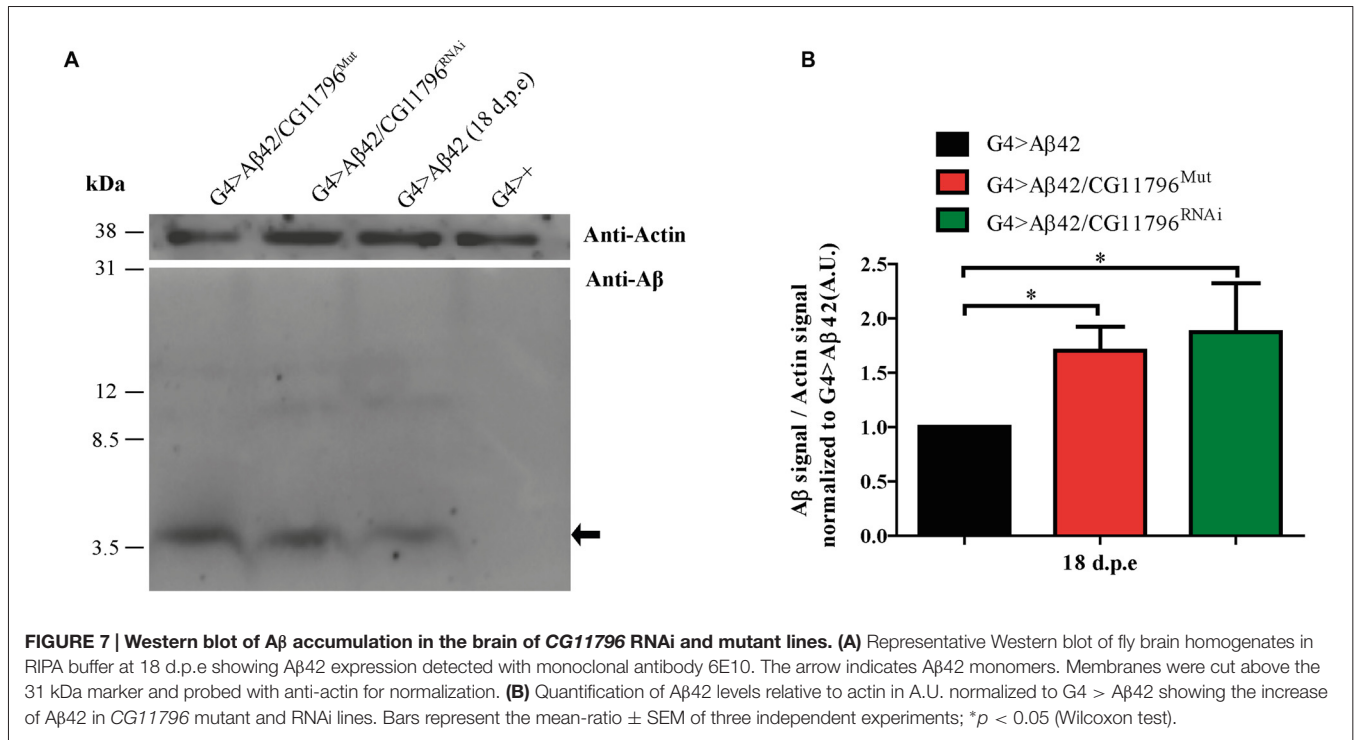 A
B
G4>Aβ42/CG11796^Mut
G4>Aβ42/CG11796^RNAi
G4>Aβ42 (18 d.p.e)
G4>+
kDa
38
Anti-Actin
31
Anti-Aβ
12
8.5
3.5
G4>Aβ42
G4>Aβ42/CG11796^Mut
G4>Aβ42/CG11796^RNAi
Aβ signal / Actin signal
normalized to G4> Aβ 42(A.U.)
2.5
2.0
1.5
1.0
0.5
0.0
*
*
18 d.p.e
FIGURE 7 | Western blot of Aβ accumulation in the brain of CG11796 RNAi and mutant lines. (A) Representative Western blot of fly brain homogenates in
RIPA buffer at 18 d.p.e showing Aβ42 expression detected with monoclonal antibody 6E10. The arrow indicates Aβ42 monomers. Membranes were cut above the
31 kDa marker and probed with anti-actin for normalization. (B) Quantification of Aβ42 levels relative to actin in A.U. normalized to G4 > Aβ42 showing the increase
of Aβ42 in CG11796 mutant and RNAi lines. Bars represent the mean-ratio ± SEM of three independent experiments; *p < 0.05 (Wilcoxon test).